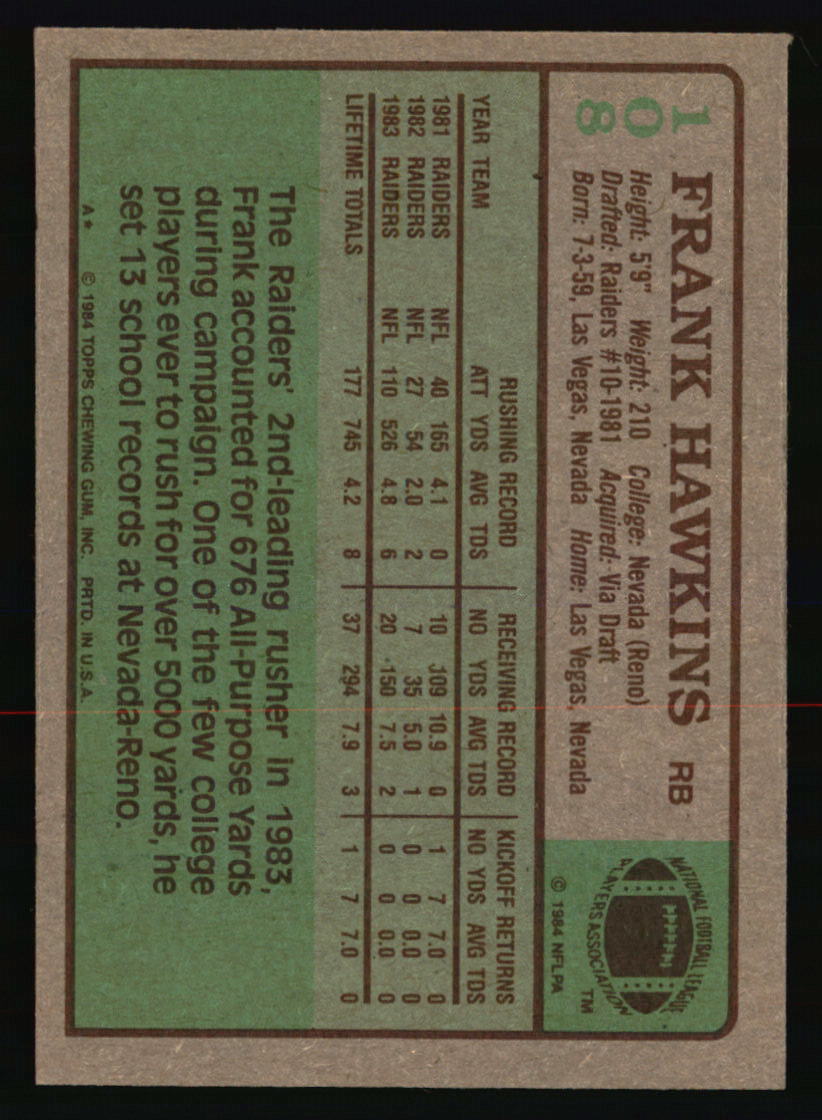 108
FRANK HAWKINS RB
Height: 5'9" Weight: 210 College: Nevada (Reno)
Drafted: Raiders #10-1981 Acquired: Via Draft
Born: 7-3-59, Las Vegas, Nevada Home: Las Vegas, Nevada
NATIONAL FOOTBALL LEAGUE
PLAYERS ASSOCIATION
TM
© 1984 NFLPA
RUSHING RECORD RECEIVING RECORD KICKOFF RETURNS
YEAR TEAM ATT YDS AVG TDS NO YDS AVG TDS NO YDS AVG TDS
1981 RAIDERS NFL 40 165 4.1 0 10 109 10.9 0 1 7 7.0 0
1982 RAIDERS NFL 27 54 2.0 2 7 35 5.0 1 0 0 0.0 0
1983 RAIDERS NFL 110 526 4.8 6 20 150 7.5 2 0 0 0.0 0
LIFETIME TOTALS 177 745 4.2 8 37 294 7.9 3 1 7 7.0 0
The Raiders' 2nd-leading rusher in 1983,
Frank accounted for 676 All-Purpose Yards
during campaign. One of the few college
players ever to rush for over 5000 yards, he
set 13 school records at Nevada-Reno.
A* © 1984 TOPPS CHEWING GUM, INC. PRTD. IN U.S.A.